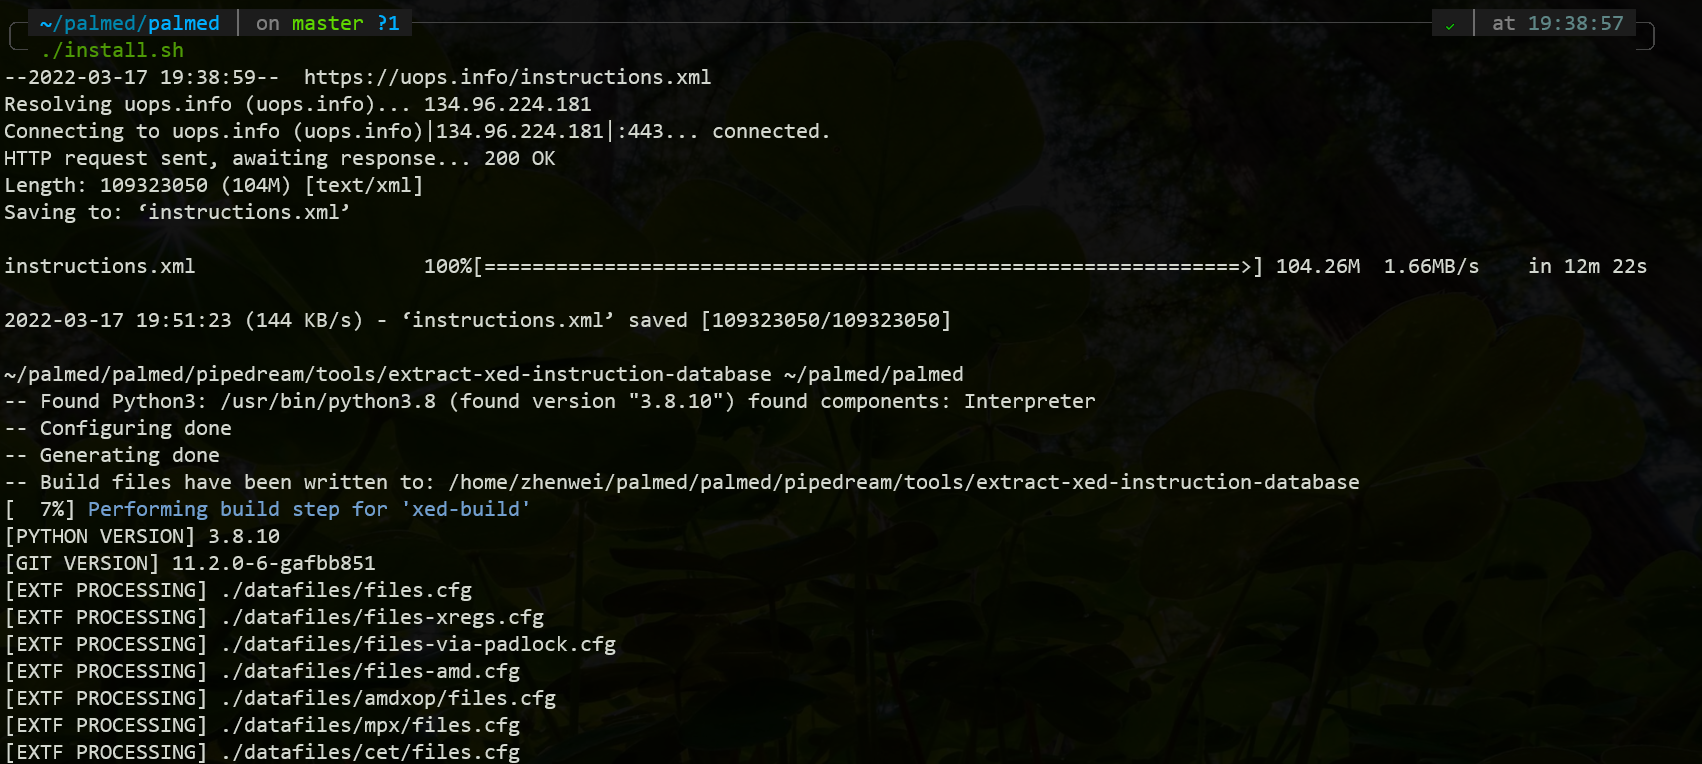 ~/palmed/palmed | on master ?1 ✓ | at 19:38:57
./install.sh
--2022-03-17 19:38:59--  https://uops.info/instructions.xml
Resolving uops.info (uops.info)... 134.96.224.181
Connecting to uops.info (uops.info)|134.96.224.181|:443... connected.
HTTP request sent, awaiting response... 200 OK
Length: 109323050 (104M) [text/xml]
Saving to: ‘instructions.xml’
instructions.xml 100%[===============================================================>] 104.26M  1.66MB/s    in 12m 22s
2022-03-17 19:51:23 (144 KB/s) - ‘instructions.xml’ saved [109323050/109323050]
~/palmed/palmed/pipedream/tools/extract-xed-instruction-database ~/palmed/palmed
-- Found Python3: /usr/bin/python3.8 (found version "3.8.10") found components: Interpreter
-- Configuring done
-- Generating done
-- Build files have been written to: /home/zhenwei/palmed/palmed/pipedream/tools/extract-xed-instruction-database
[  7%] Performing build step for 'xed-build'
[PYTHON VERSION] 3.8.10
[GIT VERSION] 11.2.0-6-gafbb851
[EXTF PROCESSING] ./datafiles/files.cfg
[EXTF PROCESSING] ./datafiles/files-xregs.cfg
[EXTF PROCESSING] ./datafiles/files-via-padlock.cfg
[EXTF PROCESSING] ./datafiles/files-amd.cfg
[EXTF PROCESSING] ./datafiles/amdxop/files.cfg
[EXTF PROCESSING] ./datafiles/mpx/files.cfg
[EXTF PROCESSING] ./datafiles/cet/files.cfg